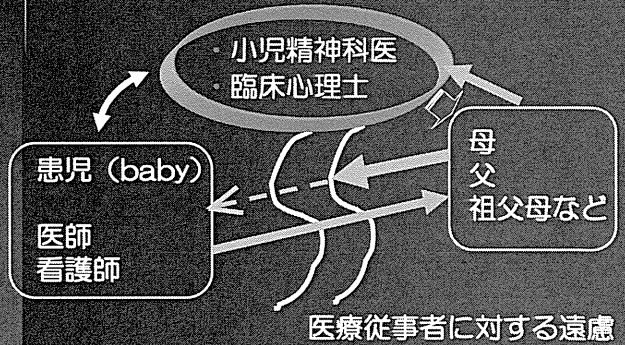 ・小児精神科医
・臨床心理士
患児（baby）
医師
看護師
母
父
祖父母など
医療従事者に対する遠慮